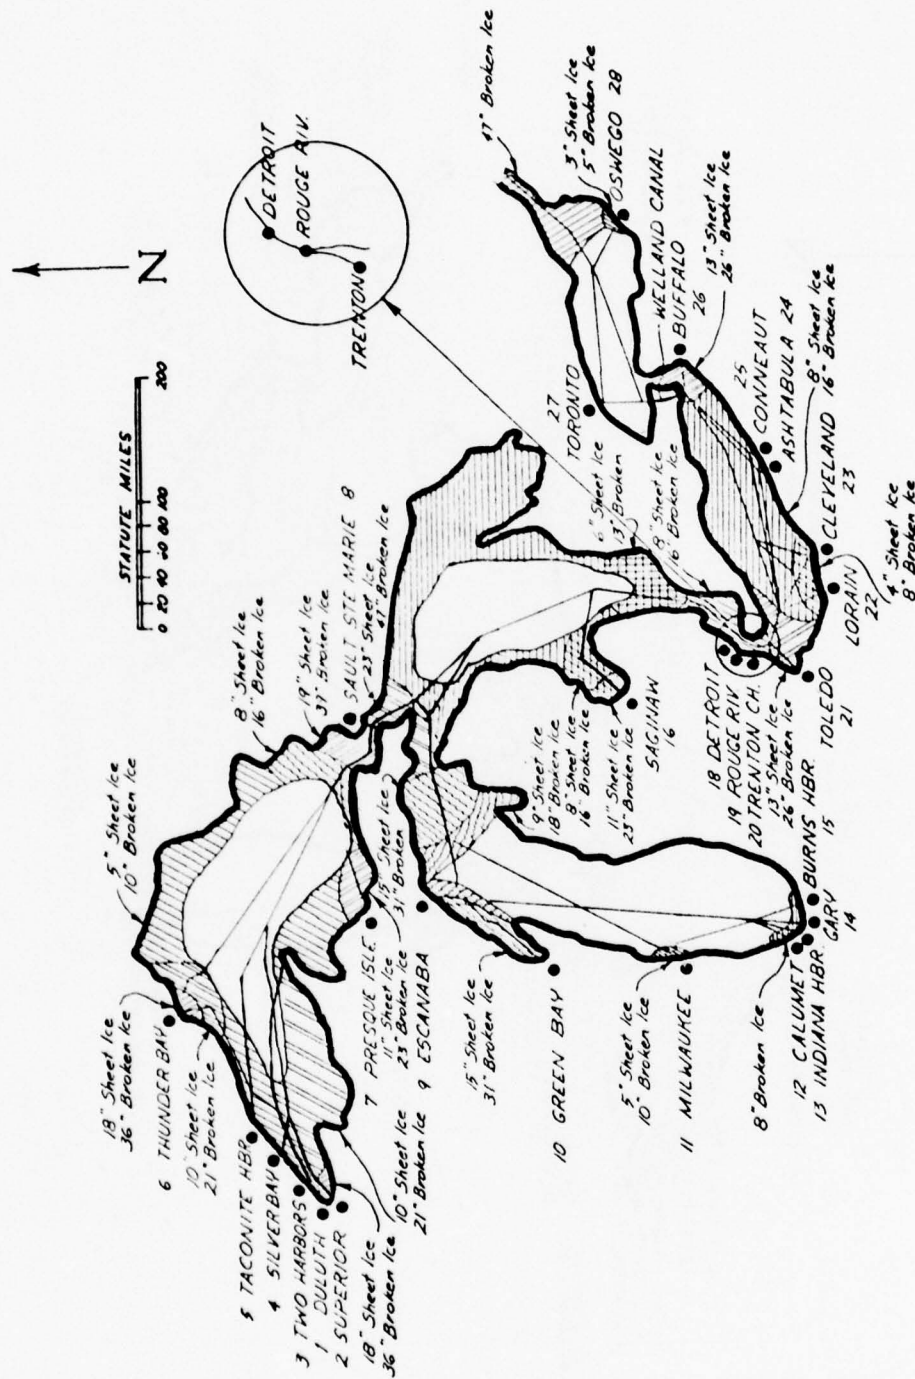 N
STATUTE MILES
0 20 40 60 80 100 200
DETROIT
ROUGE RIV.
TRENTON
5" Sheet Ice
10" Broken Ice
8" Sheet Ice
16" Broken Ice
19" Sheet Ice
31" Broken Ice
SAULT STE MARIE 8
23" Sheet Ice
47" Broken Ice
18" Sheet Ice
36" Broken Ice
6 THUNDER BAY
10" Sheet Ice
21" Broken Ice
5 TACONITE HBR.
4 SILVERBAY
3 TWO HARBORS
1 DULUTH
2 SUPERIOR
18" Sheet Ice
36" Broken Ice
10" Sheet Ice
21" Broken Ice
7 PRESQUE ISLE
11" Sheet Ice
23" Broken Ice
15" Sheet Ice
31" Broken Ice
9 ESCANABA
15" Sheet Ice
31" Broken Ice
10 GREEN BAY
5" Sheet Ice
10" Broken Ice
11 MILWAUKEE
8" Broken Ice
12 CALUMET
13 INDIANA HBR.
GARY
14
BURNS HBR.
15
9" Sheet Ice
18" Broken Ice
8" Sheet Ice
16" Broken Ice
11" Sheet Ice
23" Broken Ice
SAGINAW
16
6" Sheet Ice
13" Broken
8" Sheet Ice
16" Broken Ice
18 DETROIT
19 ROUGE RIV
20 TRENTON CH.
13" Sheet Ice
26" Broken Ice
TOLEDO
21
LORAIN
22
4" Sheet Ice
8" Broken Ice
CLEVELAND
23
8" Sheet Ice
16" Broken Ice
ASHTABULA 24
CONNEAUT
25
13" Sheet Ice
26" Broken Ice
BUFFALO
26
WELLAND CANAL
27
TORONTO
3" Sheet Ice
5" Broken Ice
OSWEGO 28
47" Broken Ice